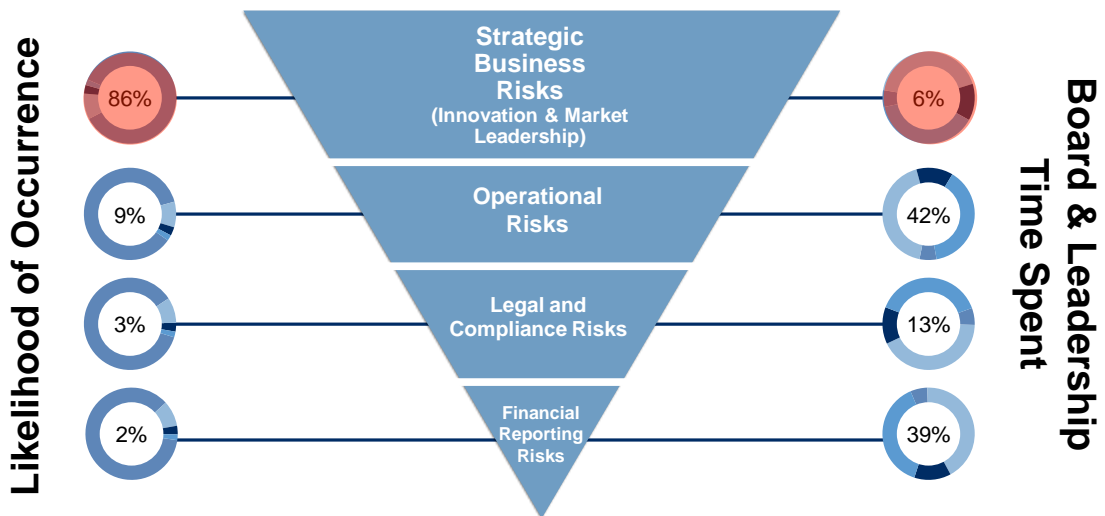 Likelihood of Occurrence
Strategic
Business
Risks
(Innovation & Market
Leadership)
86%
6%
Operational
Risks
9%
42%
Legal and
Compliance Risks
3%
13%
Financial
Reporting
Risks
2%
39%
Board & Leadership
Time Spent